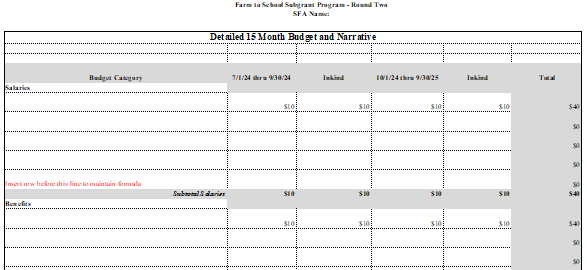 Farm to School Subgrant Program - Round Two
SFA Name:
Detailed 15 Month Budget and Narrative
Budget Category 7/1/24 thru 9/30/24 Inkind 10/1/24 thru 9/30/25 Inkind Total
Salaries
$10 $10 $10 $10 $40
$0
$0
$0
Insert row before this line to maintain formula $0
Subtotal Salaries $10 $10 $10 $10 $40
Benefits
$10 $10 $10 $10 $40
$0
$0